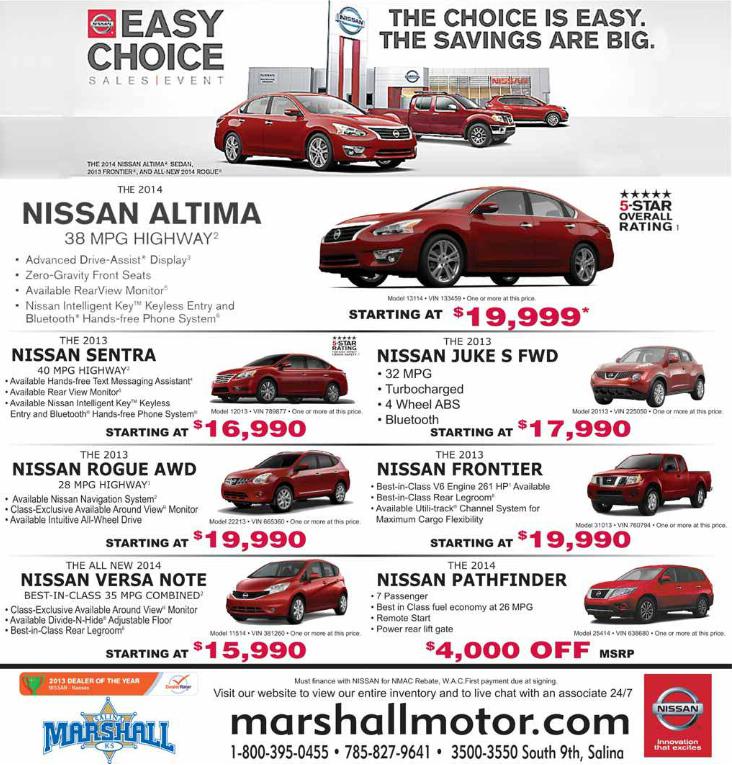 NISSAN
EASY
CHOICE
SALES | EVENT
THE CHOICE IS EASY.
THE SAVINGS ARE BIG.
NISSAN
NISSAN
THE 2014 NISSAN ALTIMA® SEDAN,
2013 FRONTIER®, AND ALL-NEW 2014 ROGUE®
THE 2014
NISSAN ALTIMA
38 MPG HIGHWAY²
• Advanced Drive-Assist® Display³
• Zero-Gravity Front Seats
• Available RearView Monitor⁵
• Nissan Intelligent Key™ Keyless Entry and
Bluetooth® Hands-free Phone System⁶
★★★★★
5-STAR
OVERALL
RATING 1
Model 13114 • VIN 133459 • One or more at this price.
STARTING AT $19,999*
THE 2013
NISSAN SENTRA
40 MPG HIGHWAY²
• Available Hands-free Text Messaging Assistant⁴
• Available Rear View Monitor⁵
• Available Nissan Intelligent Key™ Keyless
Entry and Bluetooth® Hands-free Phone System⁶
★★★★★
5-STAR
RATING
Model 12013 • VIN 789877 • One or more at this price.
STARTING AT $16,990
THE 2013
NISSAN JUKE S FWD
• 32 MPG
• Turbocharged
• 4 Wheel ABS
• Bluetooth
Model 20113 • VIN 225050 • One or more at this price.
STARTING AT $17,990
THE 2013
NISSAN ROGUE AWD
28 MPG HIGHWAY¹
• Available Nissan Navigation System²
• Class-Exclusive Available Around View® Monitor
• Available Intuitive All-Wheel Drive
Model 22213 • VIN 665360 • One or more at this price.
STARTING AT $19,990
THE 2013
NISSAN FRONTIER
• Best-in-Class V6 Engine 261 HP¹ Available
• Best-in-Class Rear Legroom⁶
• Available Utili-track® Channel System for
Maximum Cargo Flexibility
Model 31013 • VIN 760794 • One or more at this price.
STARTING AT $19,990
THE ALL NEW 2014
NISSAN VERSA NOTE
BEST-IN-CLASS 35 MPG COMBINED²
• Class-Exclusive Available Around View® Monitor
• Available Divide-N-Hide® Adjustable Floor
• Best-in-Class Rear Legroom⁶
Model 11514 • VIN 381260 • One or more at this price.
STARTING AT $15,990
THE 2014
NISSAN PATHFINDER
• 7 Passenger
• Best in Class fuel economy at 26 MPG
• Remote Start
• Power rear lift gate
Model 25414 • VIN 638680 • One or more at this price.
$4,000 OFF MSRP
2013 DEALER OF THE YEAR
NISSAN - Kansas
DealerRater
SALINA
MARSHALL
KS
Must finance with NISSAN for NMAC Rebate, W.A.C.First payment due at signing.
Visit our website to view our entire inventory and to live chat with an associate 24/7
marshallmotor.com
1-800-395-0455 • 785-827-9641 • 3500-3550 South 9th, Salina
NISSAN
Innovation
that excites